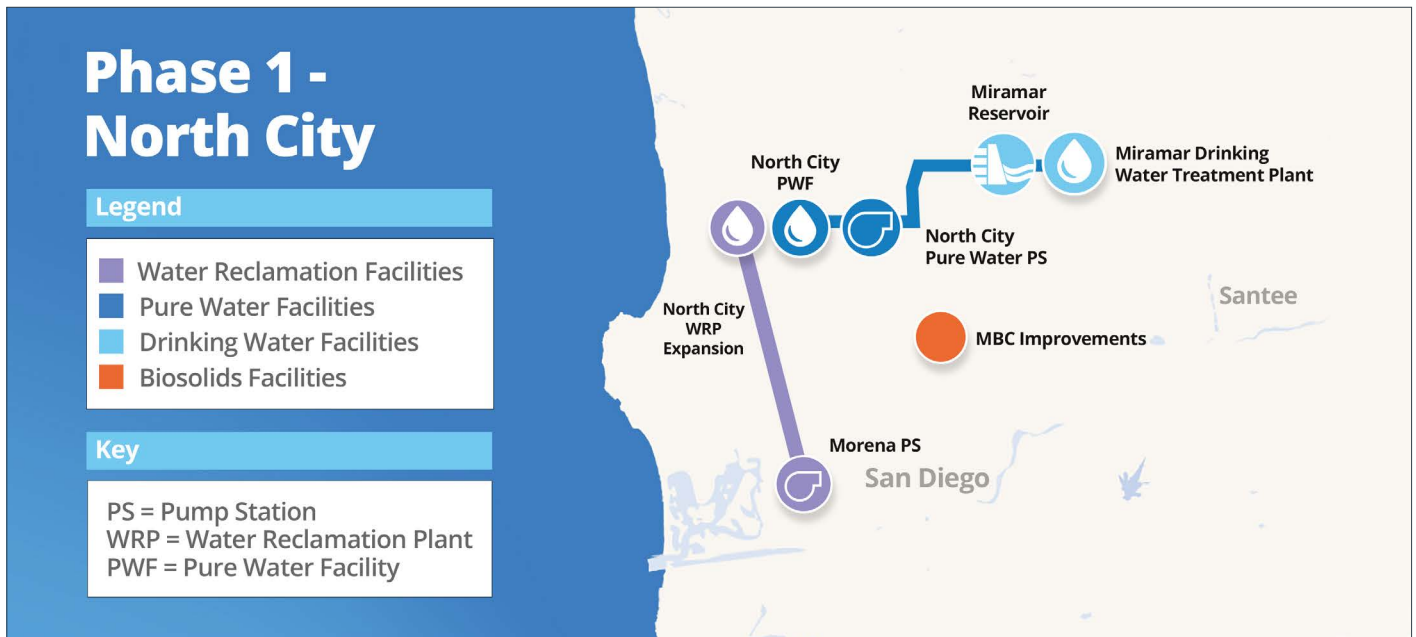 Phase 1 -
North City
Legend
Water Reclamation Facilities
Pure Water Facilities
Drinking Water Facilities
Biosolids Facilities
Key
PS = Pump Station
WRP = Water Reclamation Plant
PWF = Pure Water Facility
Miramar
Reservoir
Miramar Drinking
Water Treatment Plant
North City
PWF
North City
Pure Water PS
North City
WRP
Expansion
Santee
MBC Improvements
Morena PS
San Diego